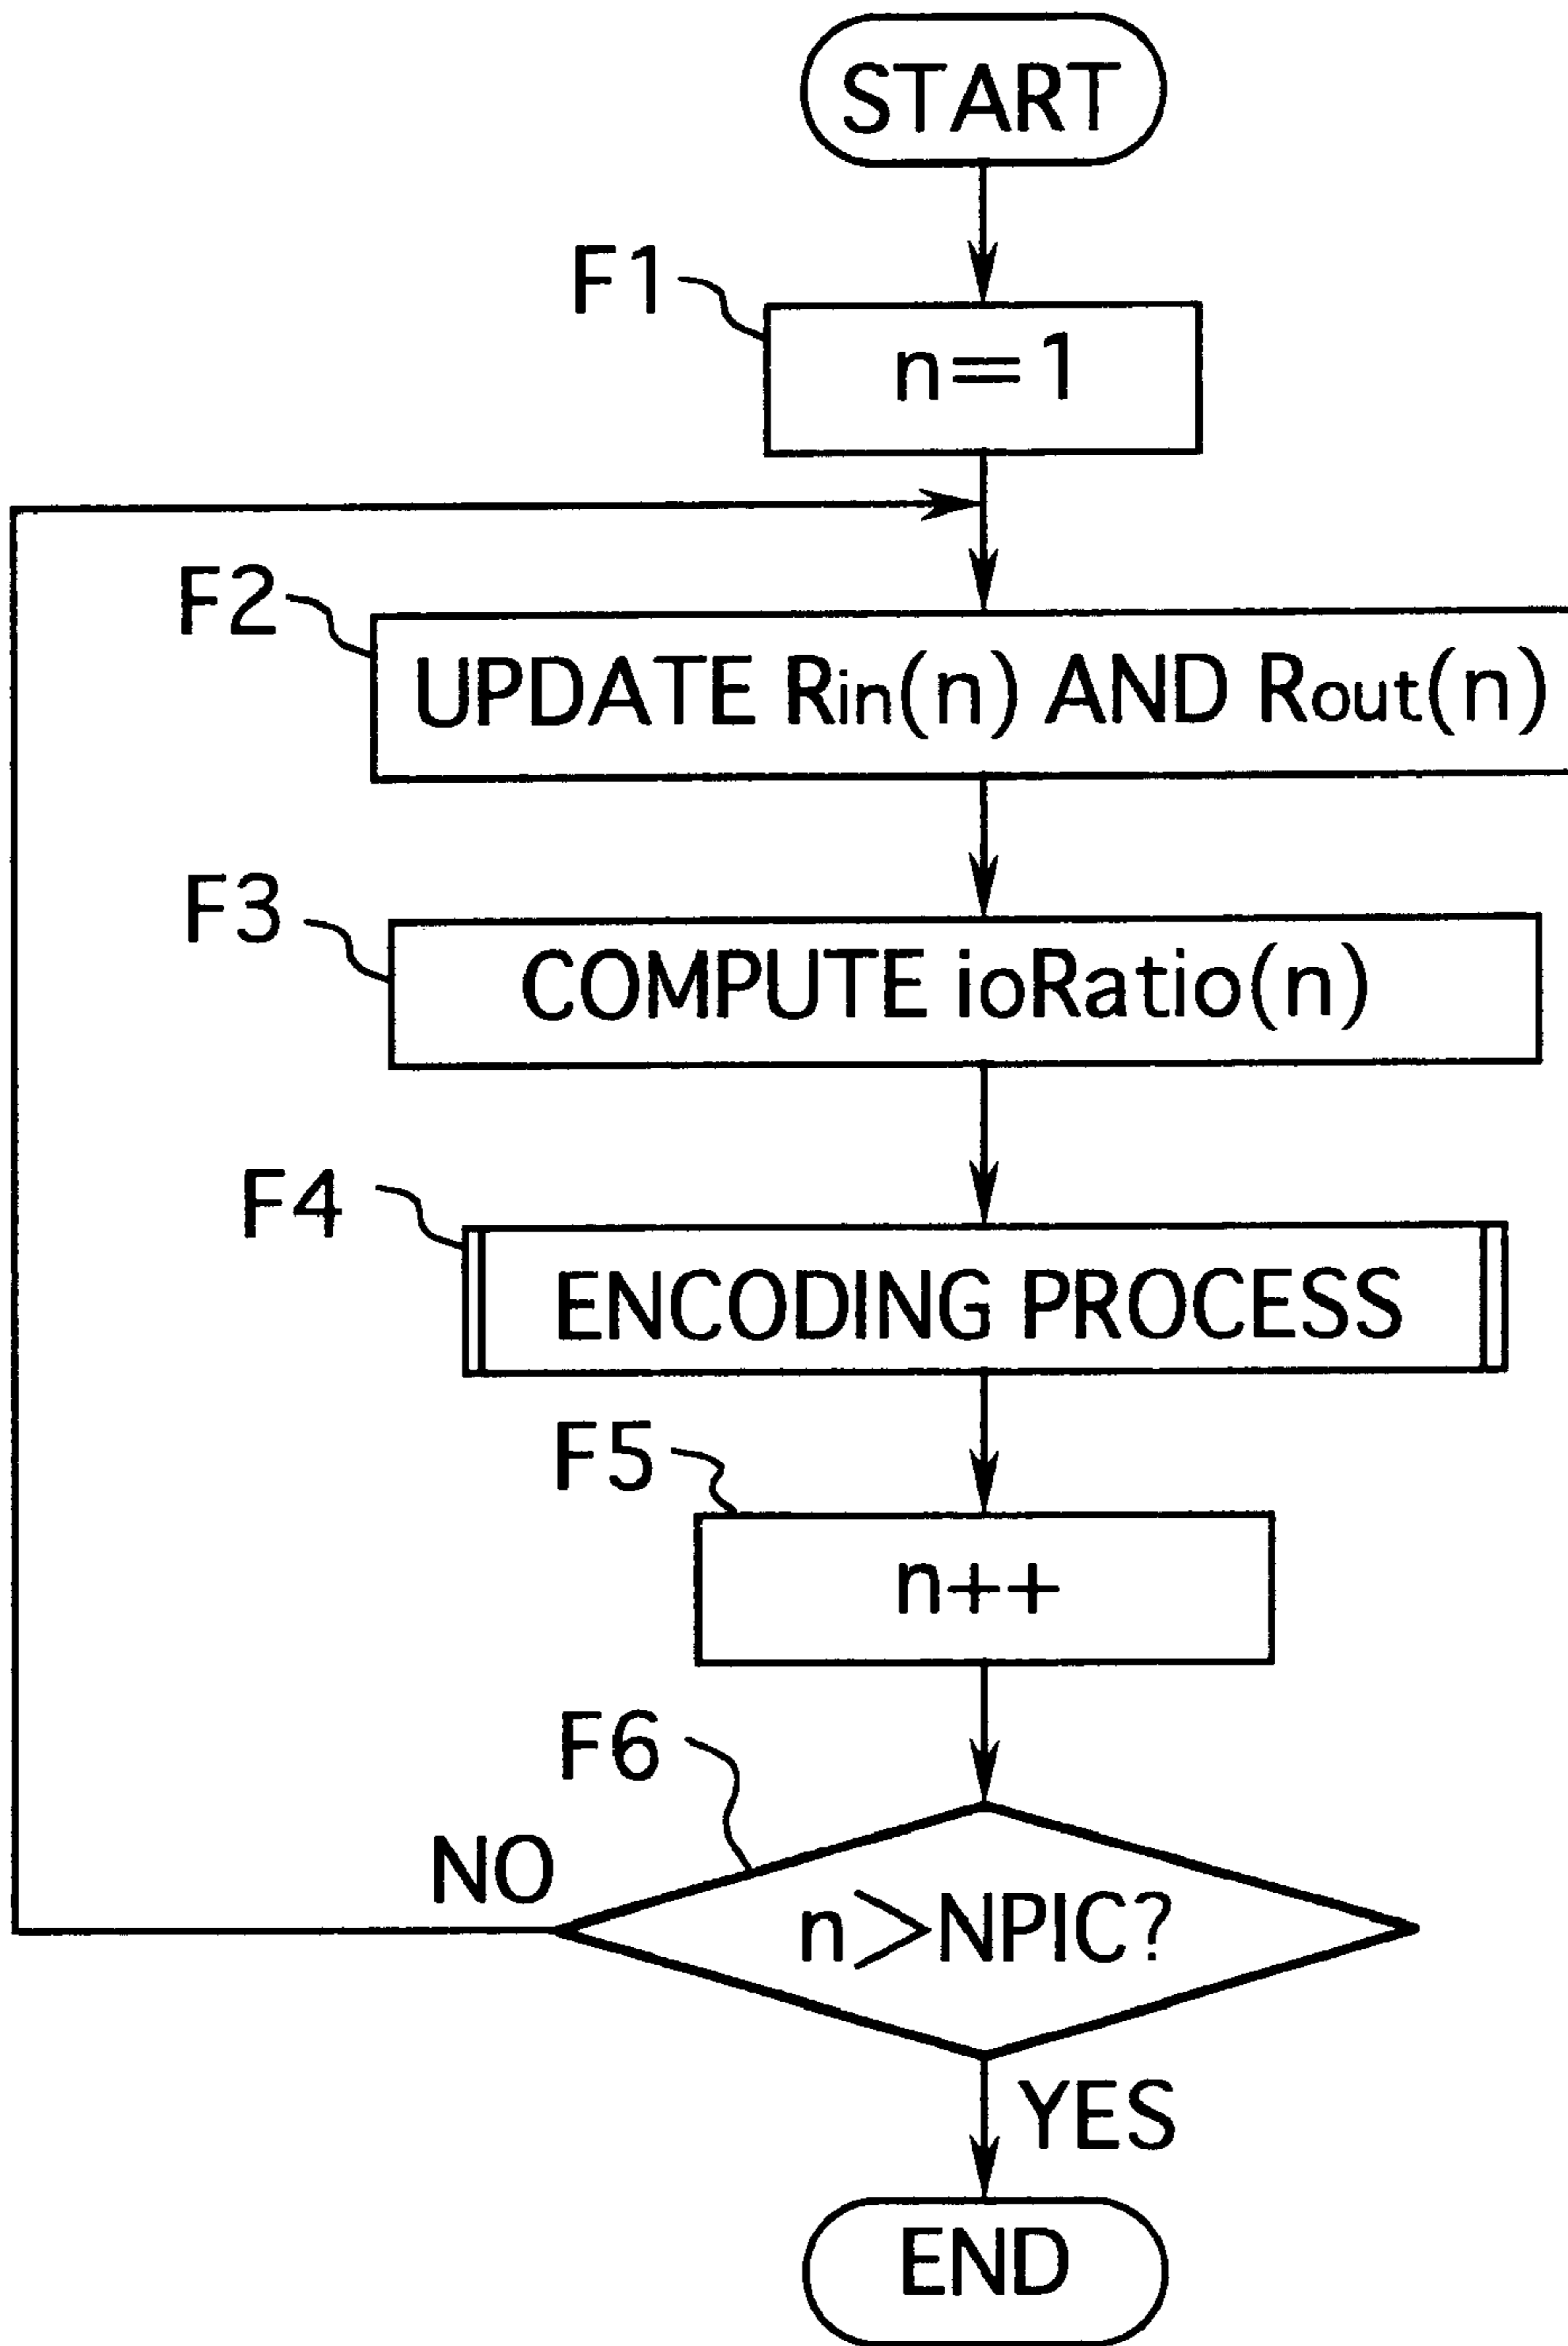 START
F1
n=1
F2
UPDATE Rin(n) AND Rout(n)
F3
COMPUTE ioRatio(n)
F4
ENCODING PROCESS
F5
n++
F6
NO
n>NPIC?
YES
END